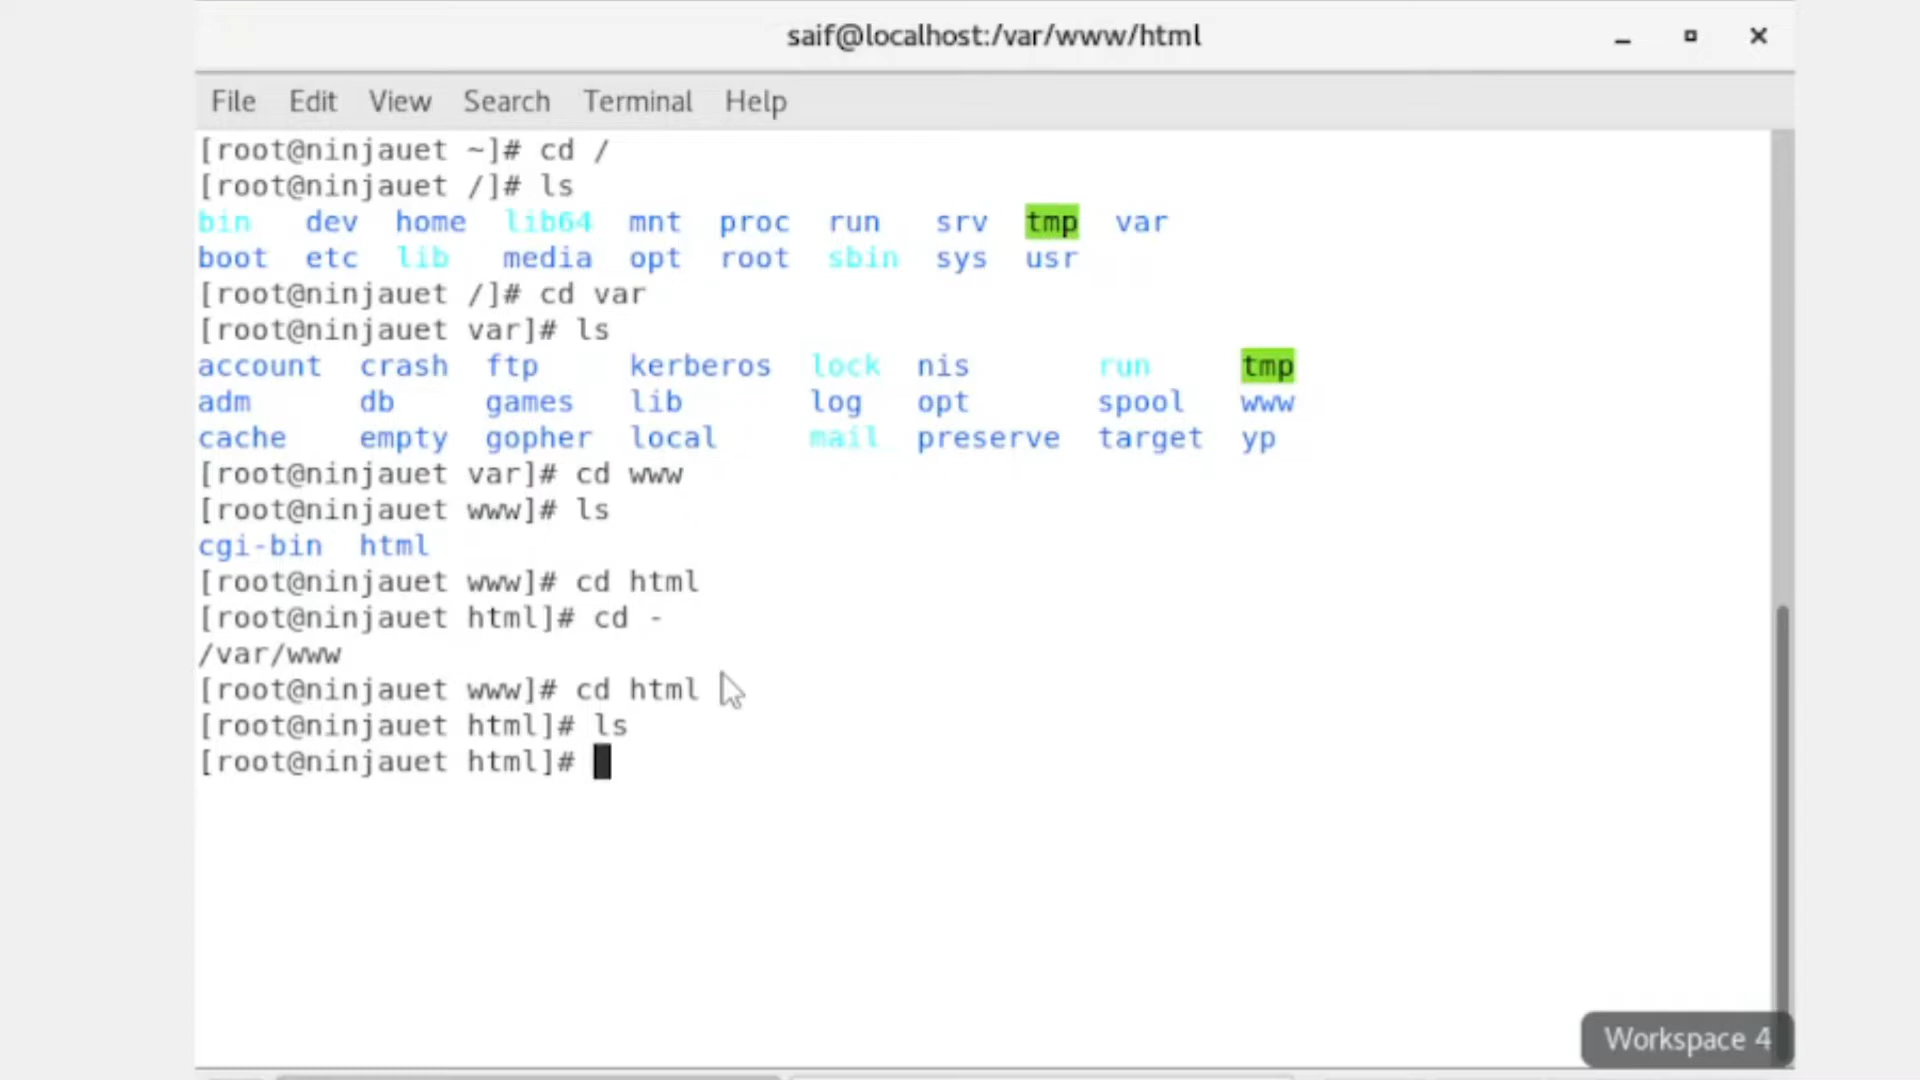 saif@localhost:/var/www/html
File Edit View Search Terminal Help
[root@ninjauet ~]# cd /
[root@ninjauet /]# ls
bin dev home lib64 mnt proc run srv tmp var
boot etc lib media opt root sbin sys usr
[root@ninjauet /]# cd var
[root@ninjauet var]# ls
account crash ftp kerberos lock nis run tmp
adm db games lib log opt spool www
cache empty gopher local mail preserve target yp
[root@ninjauet var]# cd www
[root@ninjauet www]# ls
cgi-bin html
[root@ninjauet www]# cd html
[root@ninjauet html]# cd -
/var/www
[root@ninjauet www]# cd html
[root@ninjauet html]# ls
[root@ninjauet html]#
Workspace 4